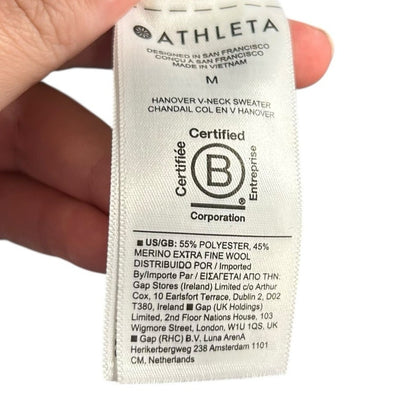 ATHLETA
DESIGNED IN SAN FRANCISCO
CONÇU A SAN FRANCISCO
MADE IN VIETNAM
M
HANOVER V-NECK SWEATER
CHANDAIL COL EN V HANOVER
Certified
Certifiée
B
Entreprise
®
Corporation
■ US/GB: 55% POLYESTER, 45%
MERINO EXTRA FINE WOOL
DISTRIBUIDO POR / Imported
By/Importe Par / ΕΙΣΑΓΕΤΑΙ ΑΠΟ ΤΗΝ:
Gap Stores (Ireland) Limited c/o Arthur
Cox, 10 Earlsfort Terrace, Dublin 2, D02
T380, Ireland ■ Gap (UK Holdings)
Limited, 2nd Floor Nations House, 103
Wigmore Street, London, W1U 1QS, UK
■ Gap (RHC) B.V. Luna ArenA
Herikerbergweg 238 Amsterdam 1101
CM, Netherlands